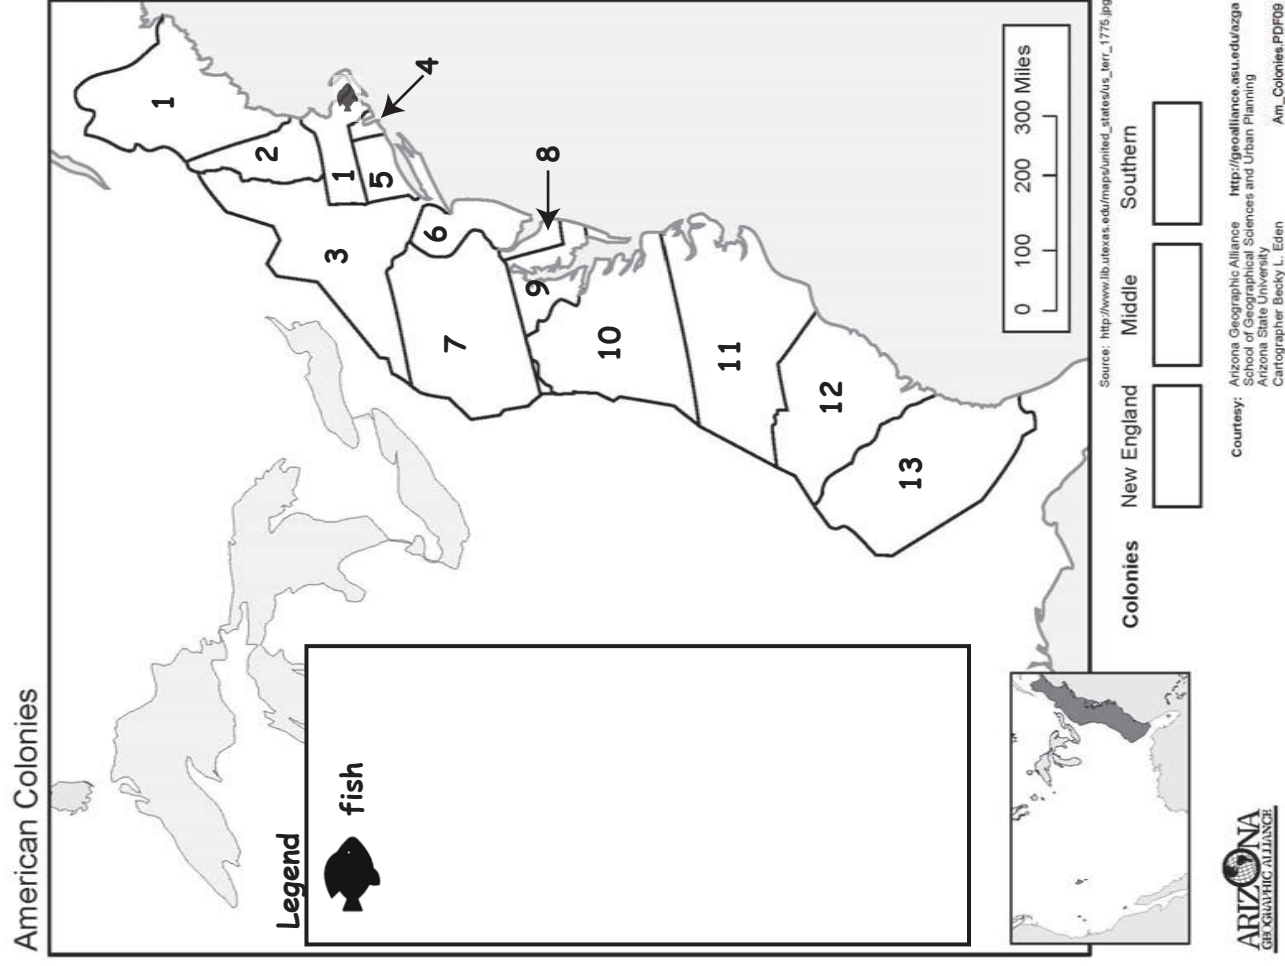 American Colonies
1
2
3
1
5
4
6
7
8
9
10
11
12
13
Legend
fish
0 100 200 300 Miles
Source: http://www.lib.utexas.edu/maps/united_states/us_terr_1775.jpg
Colonies
New England Middle Southern
Courtesy: Arizona Geographic Alliance http://geoalliance.asu.edu/azga
School of Geographical Sciences and Urban Planning
Arizona State University
Cartographer Becky L. Eden Am_Colonies.PDF09
ARIZONA
GEOGRAPHIC ALLIANCE